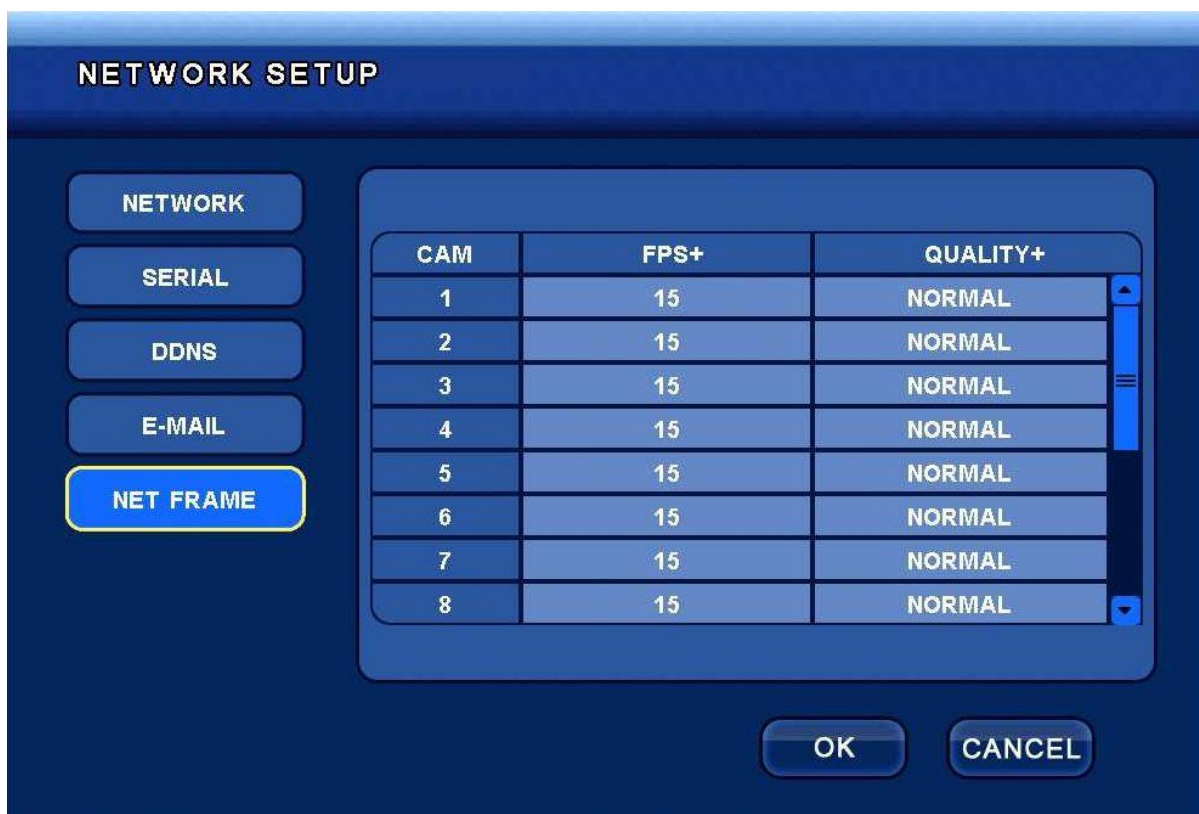 NETWORK SETUP
NETWORK
SERIAL
DDNS
E-MAIL
NET FRAME
CAM FPS+ QUALITY+
1 15 NORMAL
2 15 NORMAL
3 15 NORMAL
4 15 NORMAL
5 15 NORMAL
6 15 NORMAL
7 15 NORMAL
8 15 NORMAL
OK CANCEL